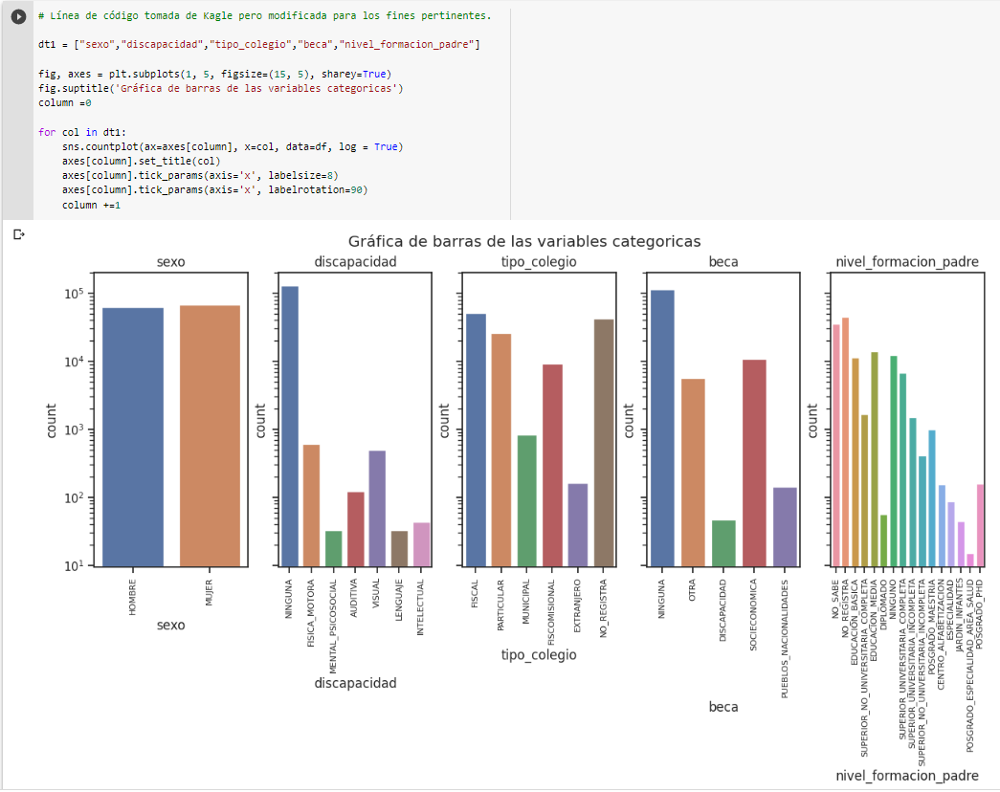 # Línea de código tomada de Kagle pero modificada para los fines pertinentes.
dt1 = ["sexo","discapacidad","tipo_colegio","beca","nivel_formacion_padre"]
fig, axes = plt.subplots(1, 5, figsize=(15, 5), sharey=True)
fig.suptitle('Gráfica de barras de las variables categoricas')
column =0
for col in dt1:
    sns.countplot(ax=axes[column], x=col, data=df, log = True)
    axes[column].set_title(col)
    axes[column].tick_params(axis='x', labelsize=8)
    axes[column].tick_params(axis='x', labelrotation=90)
    column +=1
Gráfica de barras de las variables categoricas
sexo
10^5
10^4
10^3
10^2
10^1
count
HOMBRE
MUJER
sexo
discapacidad
count
NINGUNA
FISICA_MOTORA
MENTAL_PSICOSOCIAL
AUDITIVA
VISUAL
LENGUAJE
INTELECTUAL
discapacidad
tipo_colegio
count
FISCAL
PARTICULAR
MUNICIPAL
FISCOMISIONAL
EXTRANJERO
NO_REGISTRA
tipo_colegio
beca
count
NINGUNA
OTRA
DISCAPACIDAD
SOCIECONOMICA
PUEBLOS_NACIONALIDADES
beca
nivel_formacion_padre
count
NO_SABE
NO_REGISTRA
EDUCACIÓN_BASICA
SUPERIOR_NO_UNIVERSITARIA_COMPLETA
EDUCACION_MEDIA
DIPLOMADO
NINGUNO
SUPERIOR_UNIVERSITARIA_COMPLETA
SUPERIOR_UNIVERSITARIA_INCOMPLETA
SUPERIOR_NO_UNIVERSITARIA_INCOMPLETA
POSGRADO_MAESTRIA
CENTRO_ALFABETIZACION
ESPECIALIDAD
JARDIN_INFANTES
POSGRADO_ESPECIALIDAD_AREA_SALUD
POSGRADO_PHD
nivel_formacion_padre